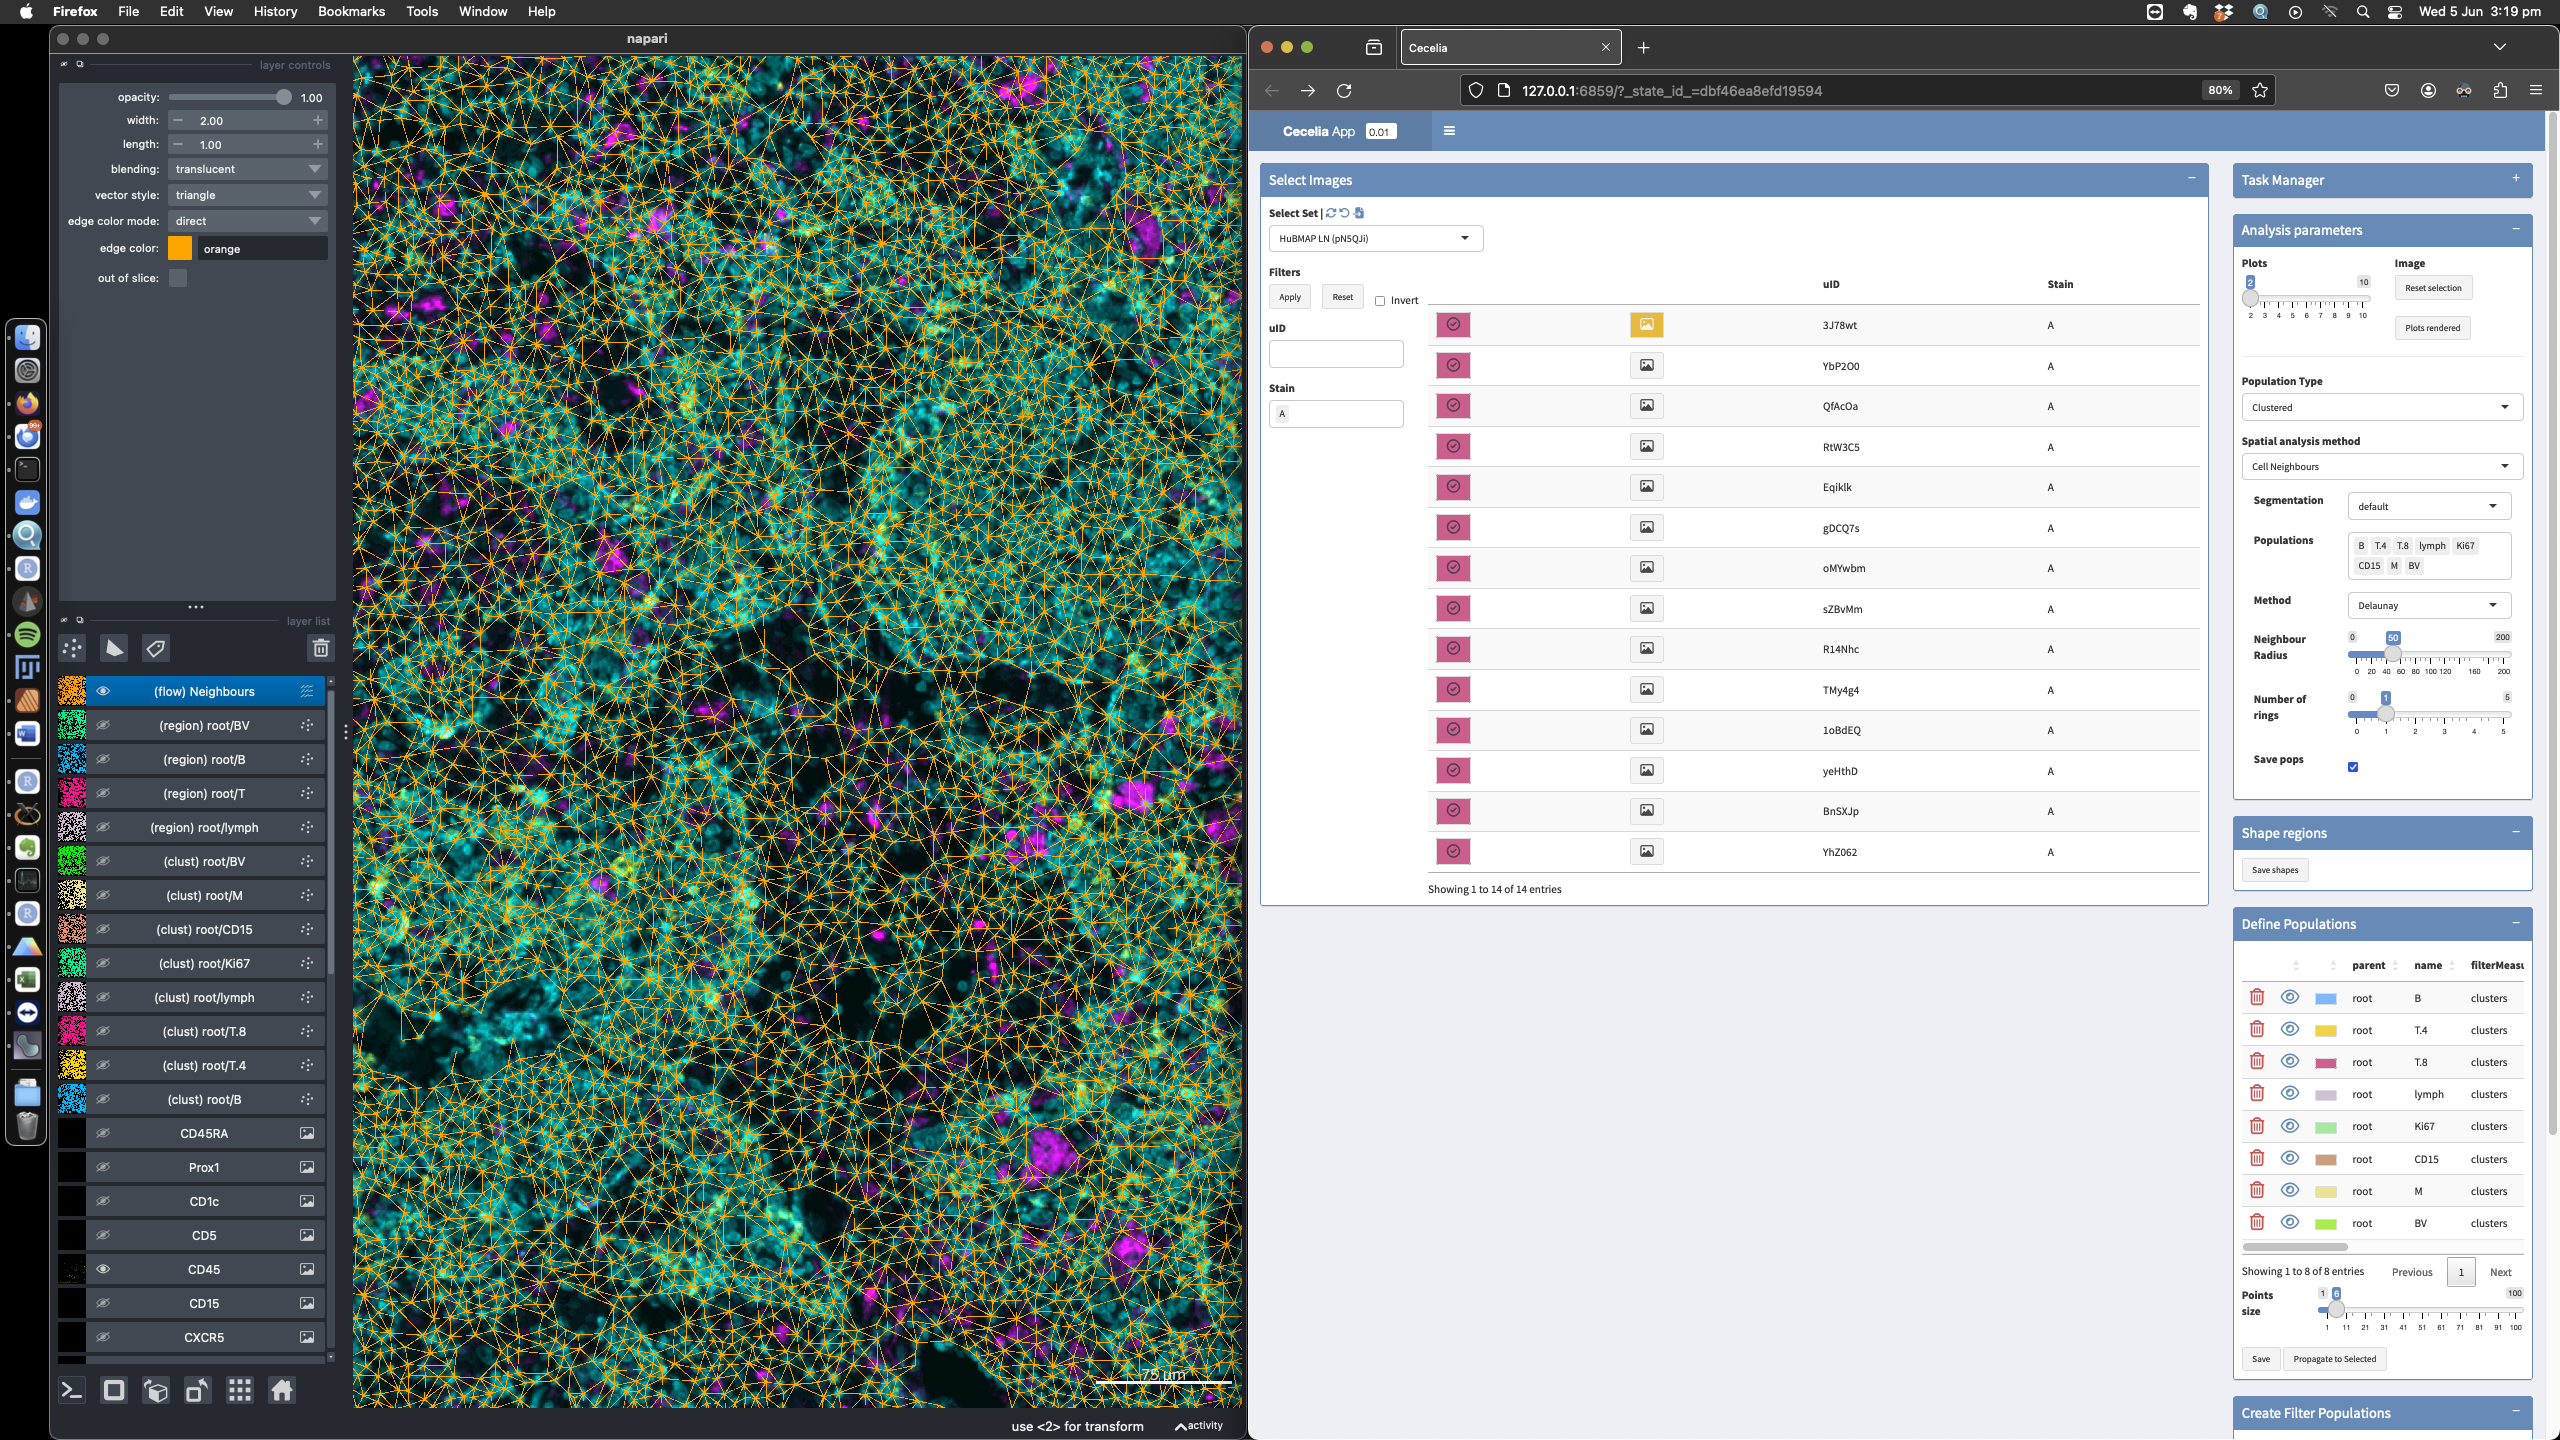 Firefox File Edit View History Bookmarks Tools Window Help
Wed 5 Jun 3:19 pm
napari
layer controls
opacity: 1.00
width: − 2.00 +
length: − 1.00 +
blending: translucent
vector style: triangle
edge color mode: direct
edge color: orange
out of slice:
layer list
(flow) Neighbours
(region) root/BV
(region) root/B
(region) root/T
(region) root/lymph
(clust) root/BV
(clust) root/M
(clust) root/CD15
(clust) root/Ki67
(clust) root/lymph
(clust) root/T.8
(clust) root/T.4
(clust) root/B
CD45RA
Prox1
CD1c
CD5
CD45
CD15
CXCR5
75 µm
use <2> for transform
activity
Cecelia
127.0.0.1:6859/?_state_id_=dbf46ea8efd19594
80%
Cecelia App 0.01
Select Images
Select Set |
HuBMAP LN (pN5QJi)
Filters
Apply Reset Invert
uID
Stain
A
uID Stain
3J78wt A
YbP2O0 A
QfAcOa A
RtW3C5 A
Eqiklk A
gDCQ7s A
oMYwbm A
sZBvMm A
R14Nhc A
TMy4g4 A
1oBdEQ A
yeHthD A
BnSXJp A
YhZ062 A
Showing 1 to 14 of 14 entries
Task Manager
Analysis parameters
Plots Image
2 10
2 3 4 5 6 7 8 9 10
Reset selection
Plots rendered
Population Type
Clustered
Spatial analysis method
Cell Neighbours
Segmentation default
Populations B T.4 T.8 lymph Ki67
CD15 M BV
Method Delaunay
Neighbour Radius
0 50 200
0 20 40 60 80 100 120 160 200
Number of rings
0 1 5
0 1 2 3 4 5
Save pops
Shape regions
Save shapes
Define Populations
parent name filterMeasu
root B clusters
root T.4 clusters
root T.8 clusters
root lymph clusters
root Ki67 clusters
root CD15 clusters
root M clusters
root BV clusters
Showing 1 to 8 of 8 entries Previous 1 Next
Points size
1 6 100
1 11 21 31 41 51 61 71 81 91 100
Save Propagate to Selected
Create Filter Populations